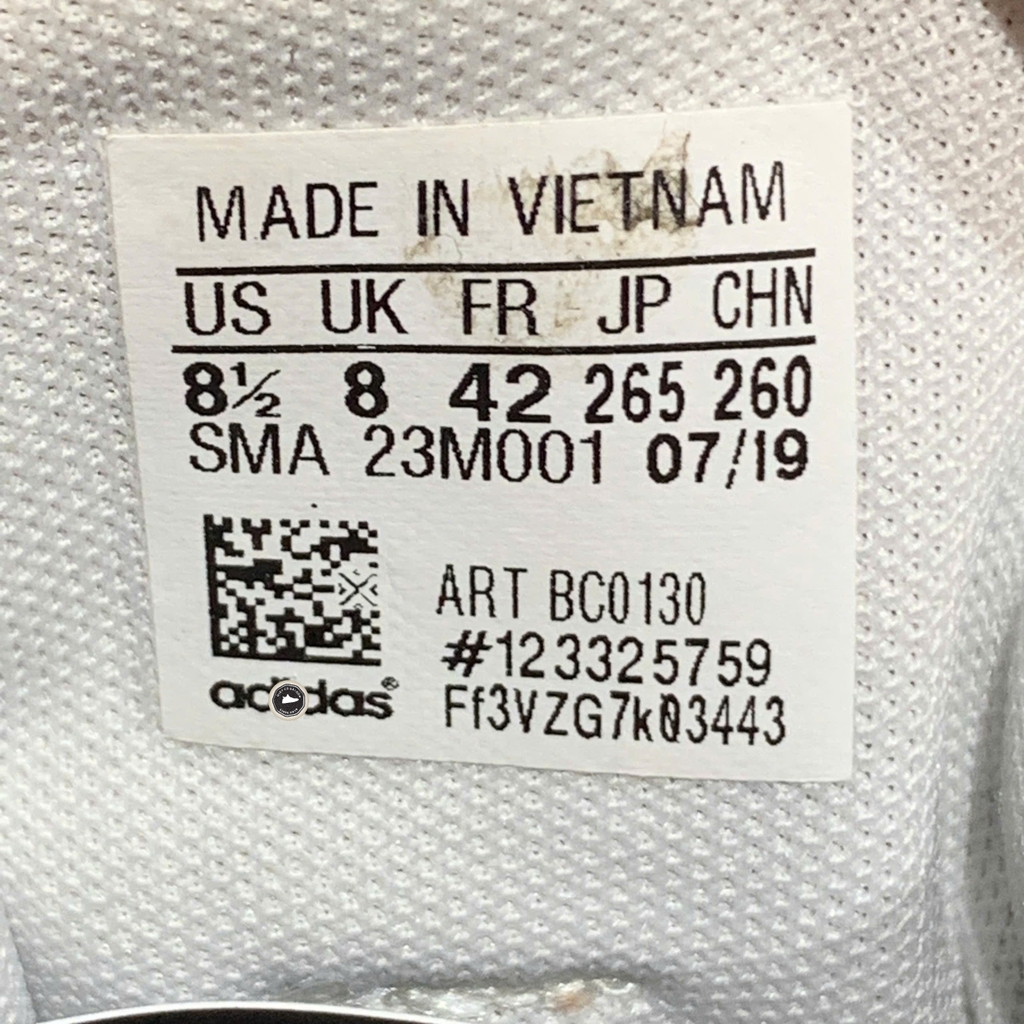 MADE IN VIETNAM
US UK FR JP CHN
8½ 8 42 265 260
SMA 23M001 07/19
ART BC0130
#123325759
adidas®
Ff3VZG7k03443